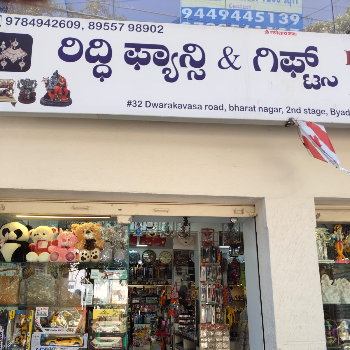 9449445139
9784942609, 89557 98902
ರಿಧ್ಧಿ ಫ್ಯಾನ್ಸಿ & ಗಿಫ್ಟ್ಸ್
#32 Dwarakavasa road, bharat nagar, 2nd stage, Byad